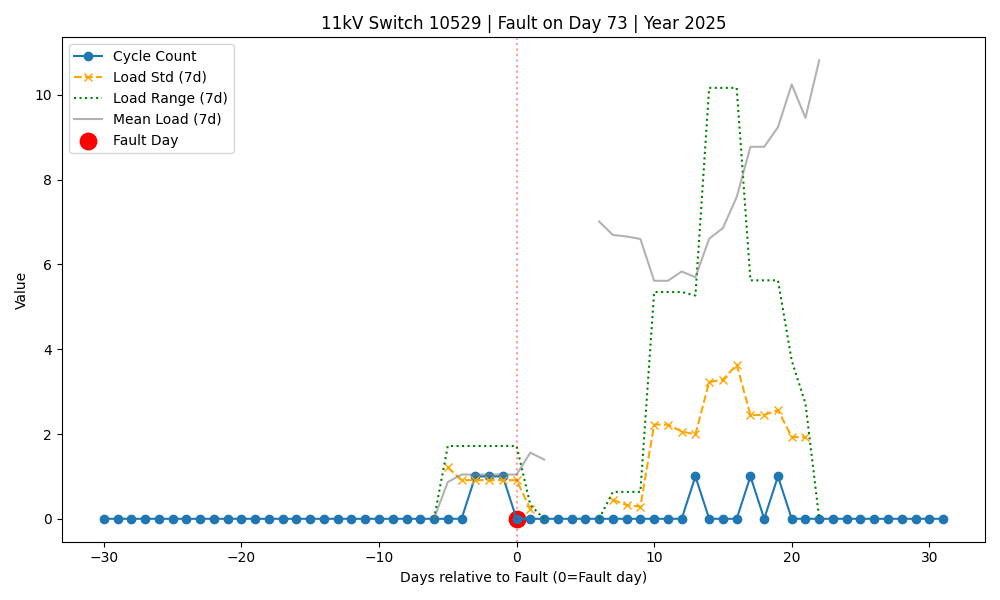 11kV Switch 10529 | Fault on Day 73 | Year 2025
Cycle Count
Load Std (7d)
Load Range (7d)
Mean Load (7d)
Fault Day
Value
10
8
6
4
2
0
−30
−20
−10
0
10
20
30
Days relative to Fault (0=Fault day)